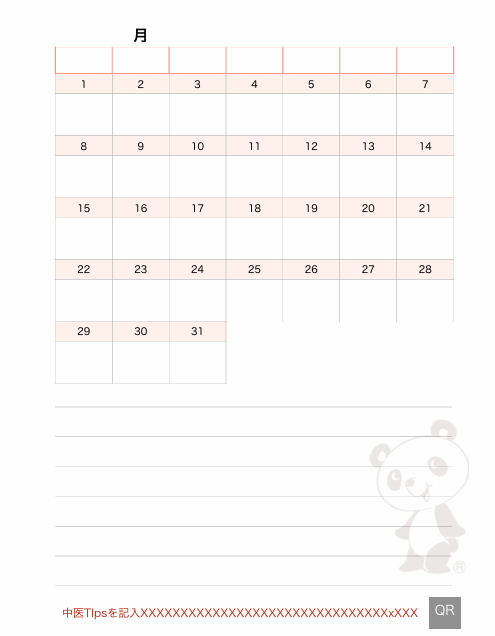 月
1 2 3 4 5 6 7
8 9 10 11 12 13 14
15 16 17 18 19 20 21
22 23 24 25 26 27 28
29 30 31
®
中医TIpsを記入XXXXXXXXXXXXXXXXXXXXXXXXXXXXXXXxXXX
QR